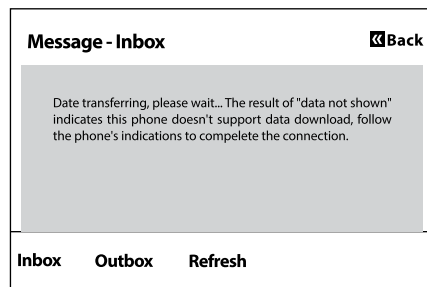 Message - Inbox
Back
Date transferring, please wait... The result of "data not shown"
indicates this phone doesn't support data download, follow
the phone's indications to compelete the connection.
Inbox Outbox Refresh